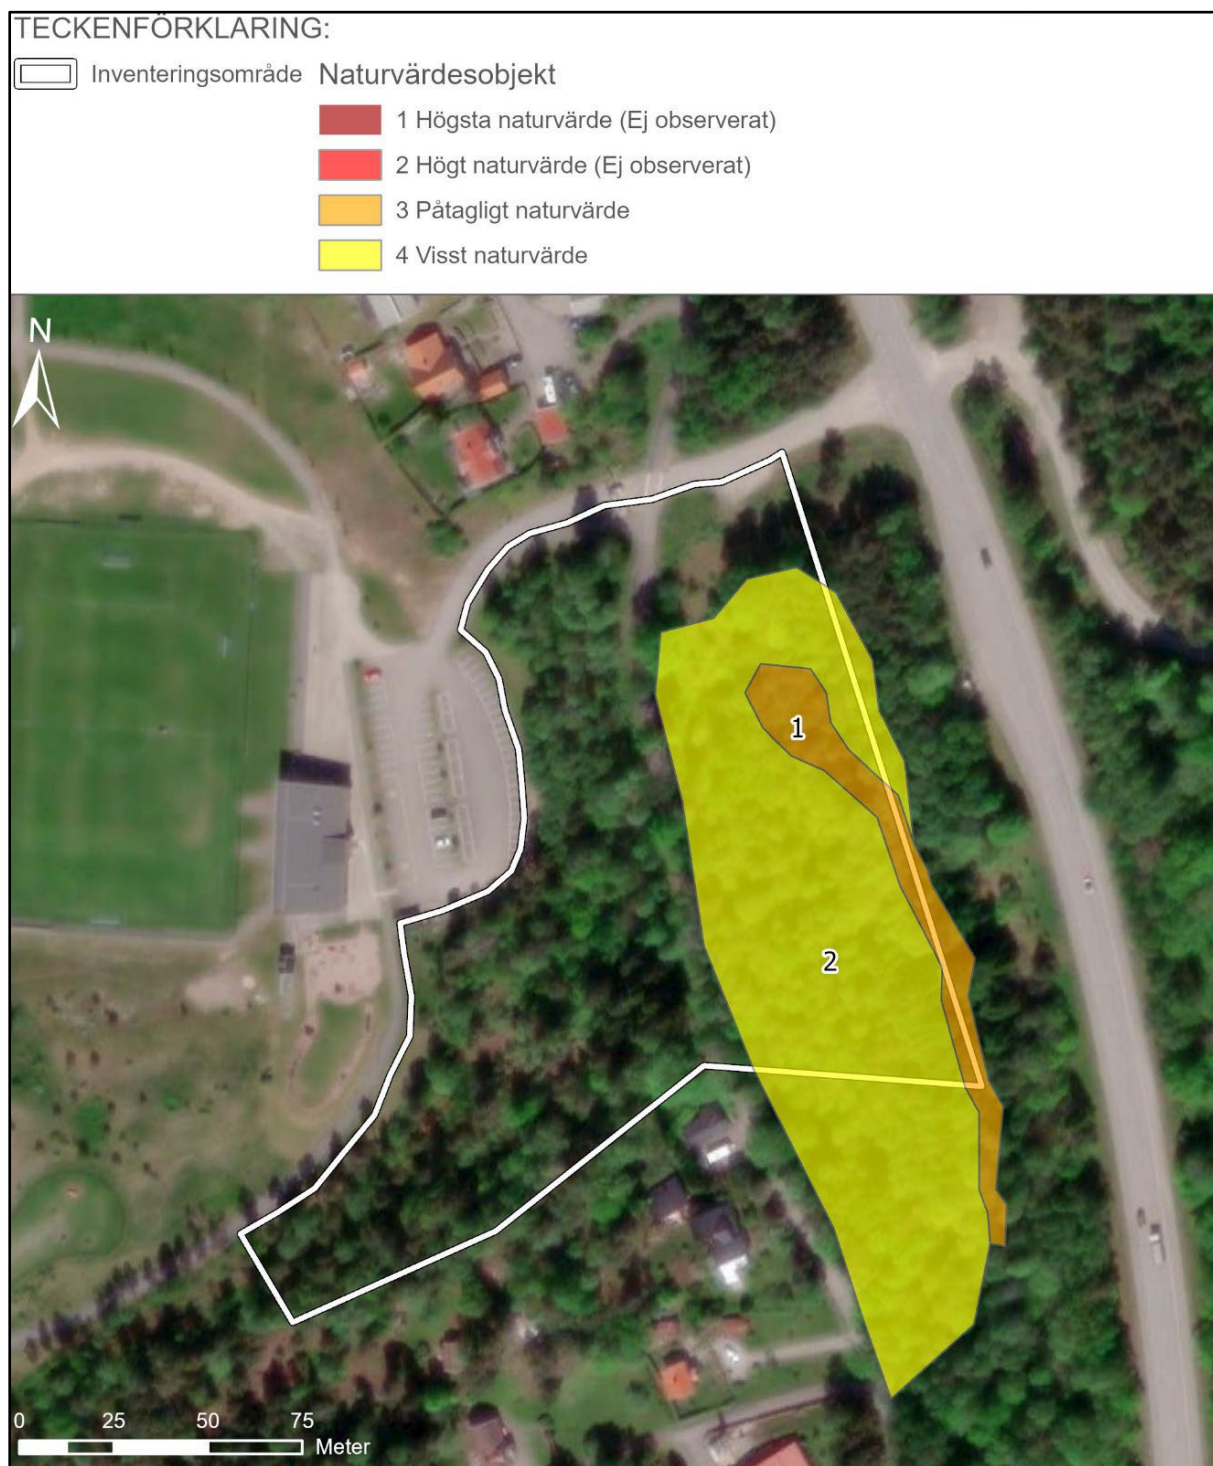 TECKENFÖRKLARING:
Inventeringsområde
Naturvärdesobjekt
1 Högsta naturvärde (Ej observerat)
2 Högt naturvärde (Ej observerat)
3 Påtagligt naturvärde
4 Visst naturvärde
N
1
2
0 25 50 75
Meter